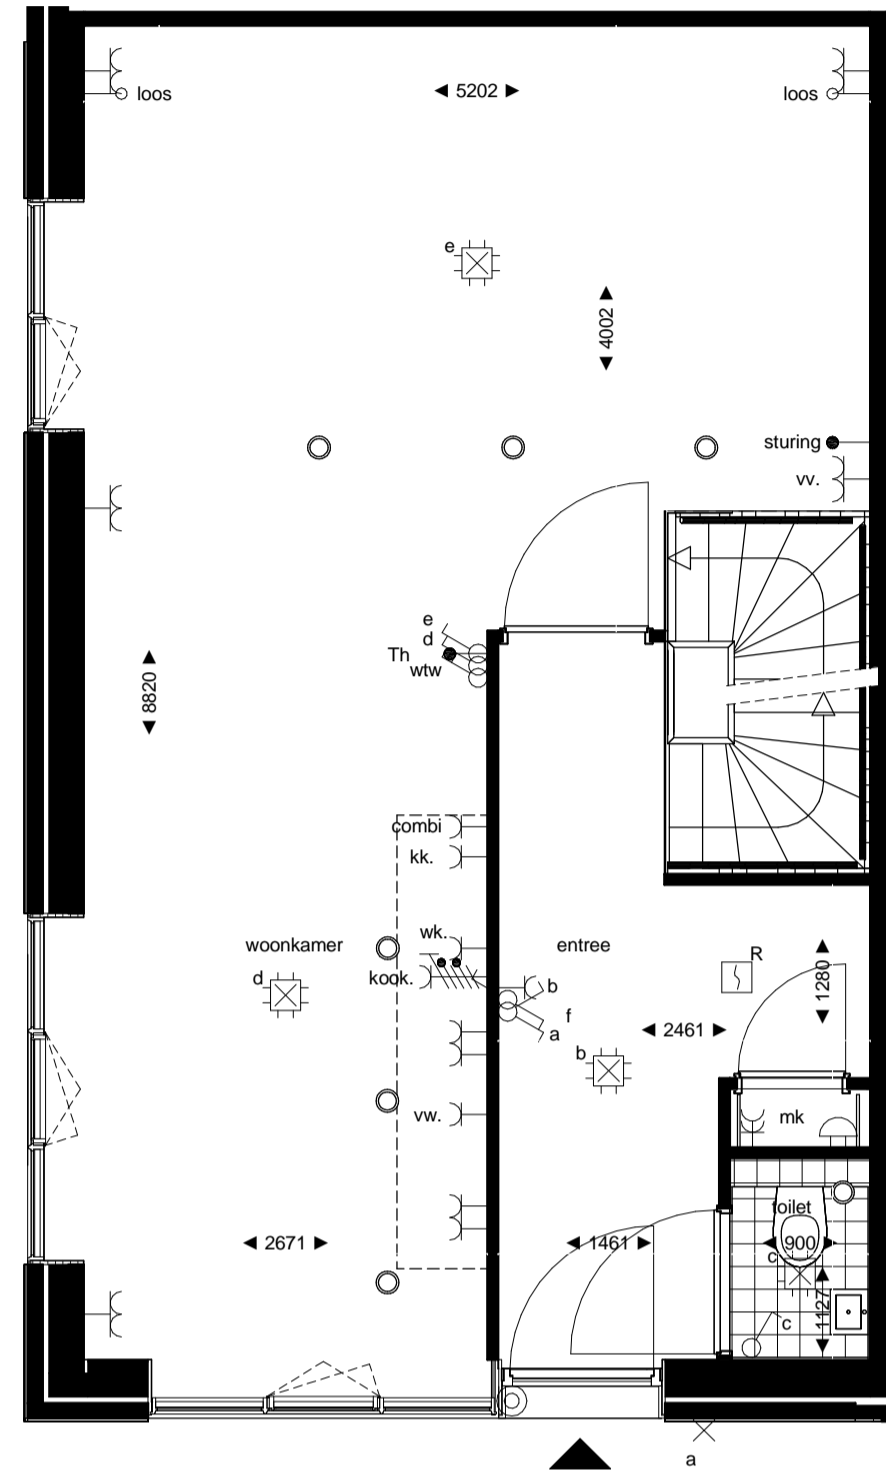 loos
5202
loos
e
4002
sturing
vv.
e
d
Th
wtw
8820
combi
kk.
wk.
woonkamer
entree
R
d
kook.
b
1280
f
2461
a
b
mk
vw.
toilet
2671
1461
900
c
1127
c
a